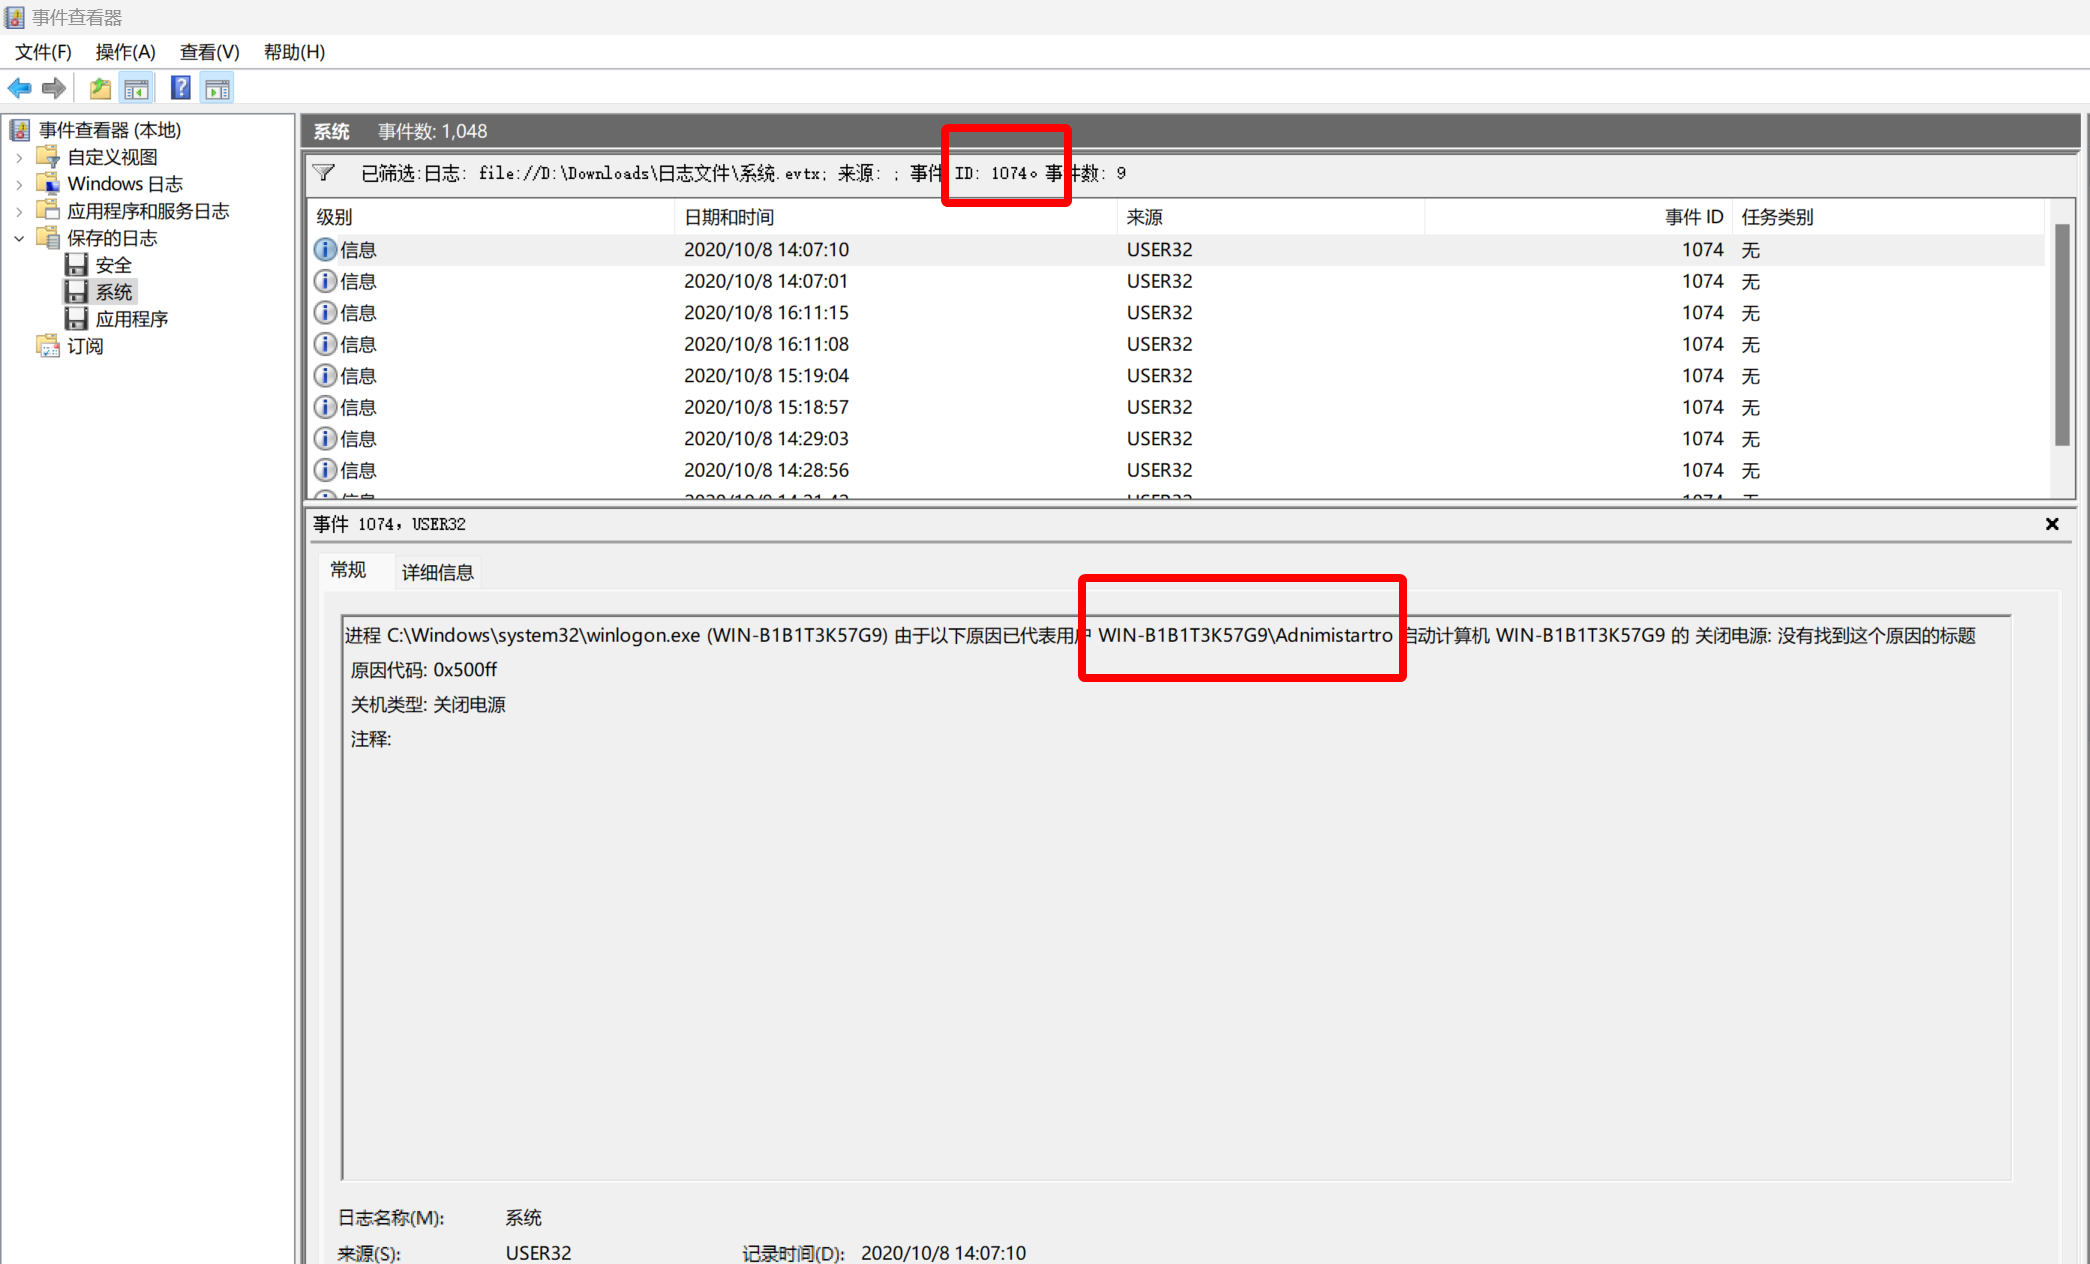 事件查看器
文件(F) 操作(A) 查看(V) 帮助(H)
事件查看器 (本地)
自定义视图
Windows 日志
应用程序和服务日志
保存的日志
安全
系统
应用程序
订阅
系统 事件数: 1,048
已筛选:日志: file://D:\Downloads\日志文件\系统.evtx; 来源: ; 事件 ID: 1074。事件数: 9
级别 日期和时间 来源 事件 ID 任务类别
信息 2020/10/8 14:07:10 USER32 1074 无
信息 2020/10/8 14:07:01 USER32 1074 无
信息 2020/10/8 16:11:15 USER32 1074 无
信息 2020/10/8 16:11:08 USER32 1074 无
信息 2020/10/8 15:19:04 USER32 1074 无
信息 2020/10/8 15:18:57 USER32 1074 无
信息 2020/10/8 14:29:03 USER32 1074 无
信息 2020/10/8 14:28:56 USER32 1074 无
事件 1074，USER32
常规 详细信息
进程 C:\Windows\system32\winlogon.exe (WIN-B1B1T3K57G9) 由于以下原因已代表用户 WIN-B1B1T3K57G9\Adnimistartro 启动计算机 WIN-B1B1T3K57G9 的 关闭电源: 没有找到这个原因的标题
原因代码: 0x500ff
关机类型: 关闭电源
注释:
日志名称(M): 系统
来源(S): USER32 记录时间(D): 2020/10/8 14:07:10